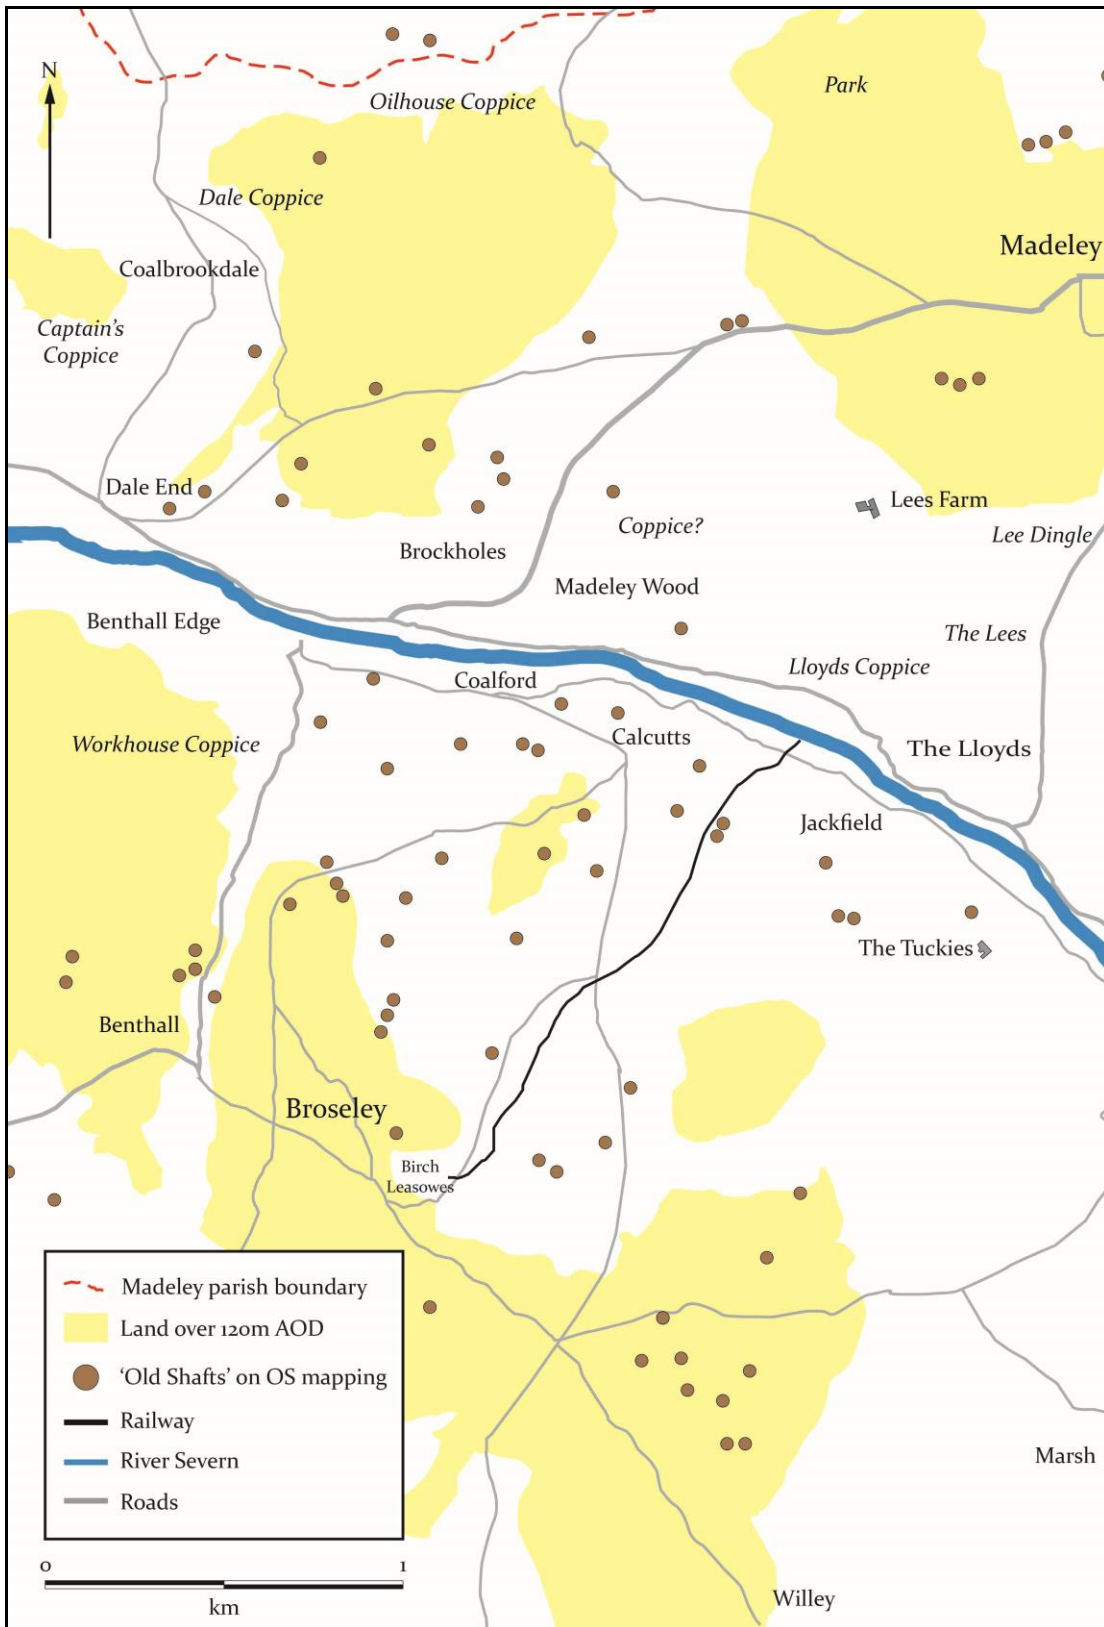 N
Park
Oilhouse Coppice
Dale Coppice
Madeley
Coalbrookdale
Captain's
Coppice
Dale End
Lees Farm
Coppice?
Lee Dingle
Brockholes
Madeley Wood
Benthall Edge
The Lees
Lloyds Coppice
Coalford
Workhouse Coppice
Calcutts
The Lloyds
Jackfield
The Tuckies
Benthall
Broseley
Birch
Leasowes
Madeley parish boundary
Land over 120m AOD
'Old Shafts' on OS mapping
Railway
River Severn
Roads
Marsh
0 1
km
Willey